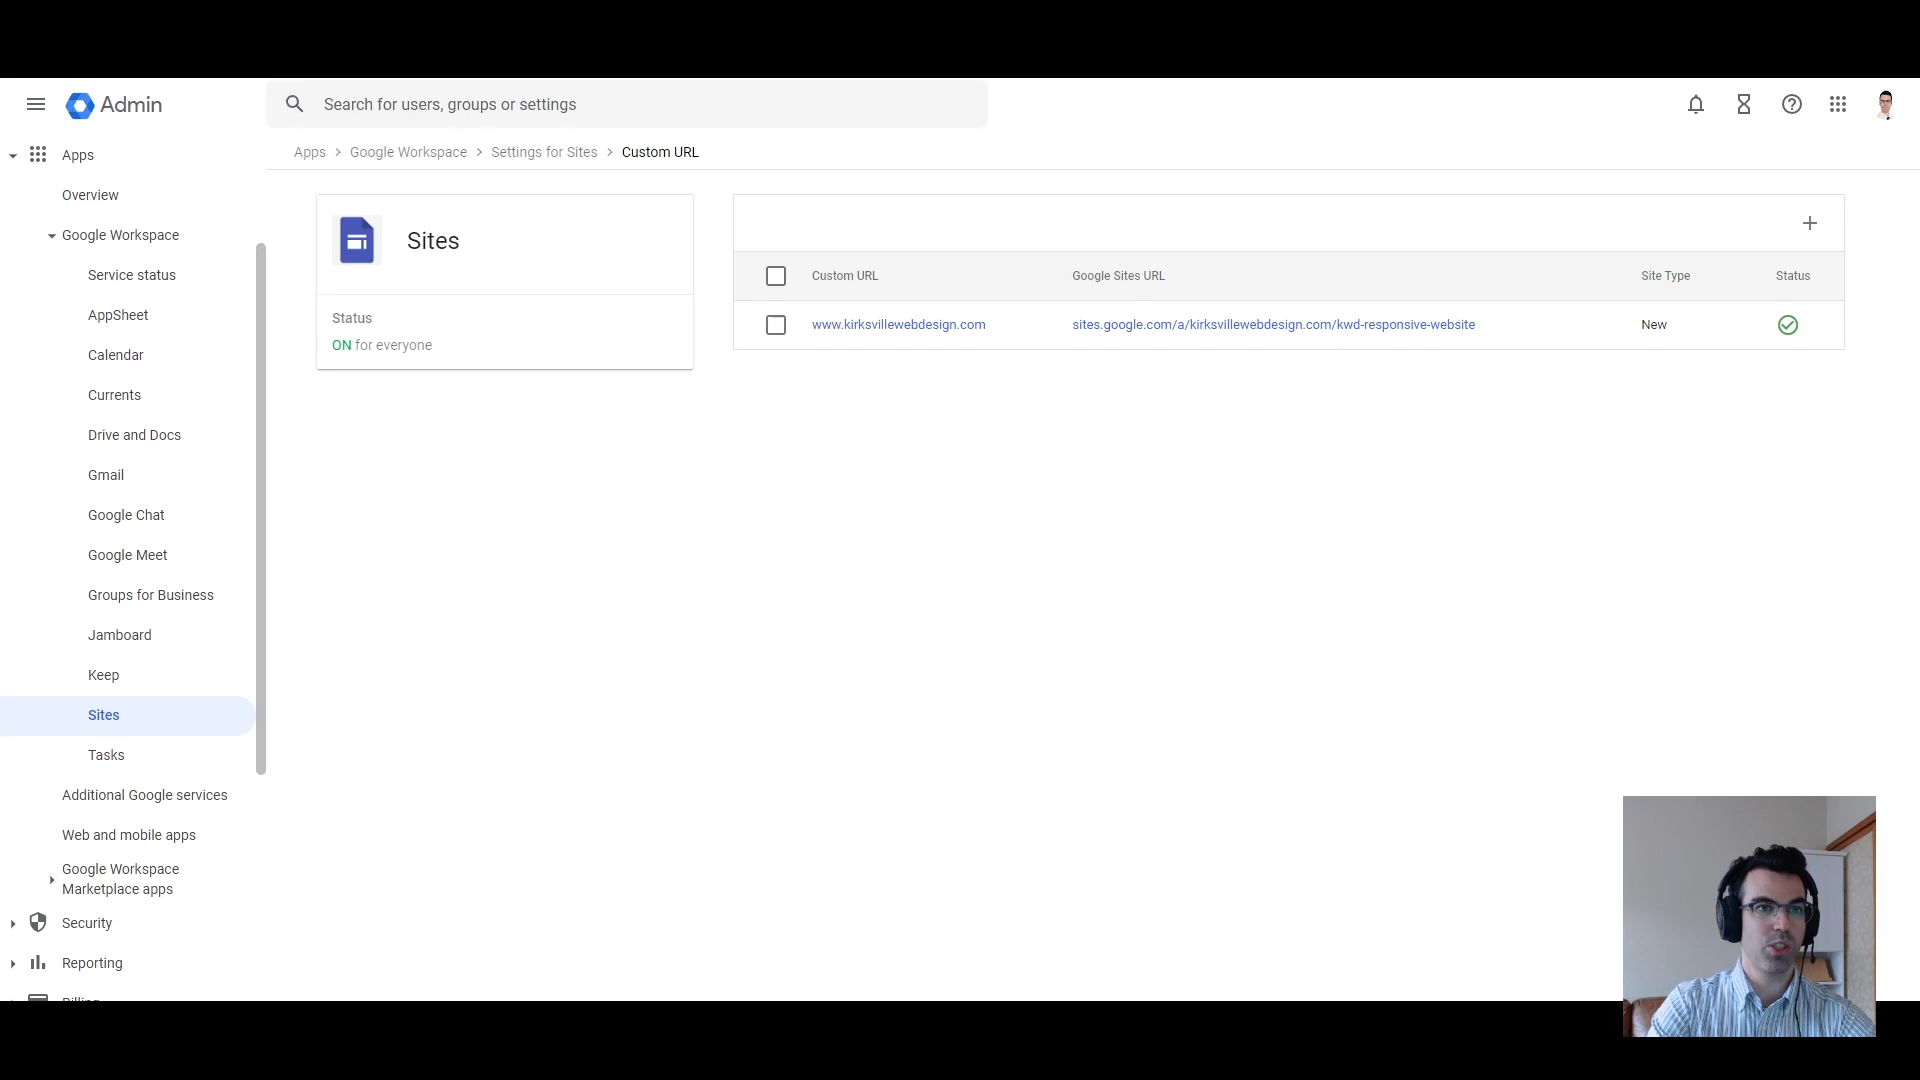 Admin
Search for users, groups or settings
Apps
Overview
Google Workspace
Service status
AppSheet
Calendar
Currents
Drive and Docs
Gmail
Google Chat
Google Meet
Groups for Business
Jamboard
Keep
Sites
Tasks
Additional Google services
Web and mobile apps
Google Workspace
Marketplace apps
Security
Reporting
Billing
Apps > Google Workspace > Settings for Sites > Custom URL
Sites
Status
ON for everyone
Custom URL Google Sites URL Site Type Status
www.kirksvillewebdesign.com sites.google.com/a/kirksvillewebdesign.com/kwd-responsive-website New